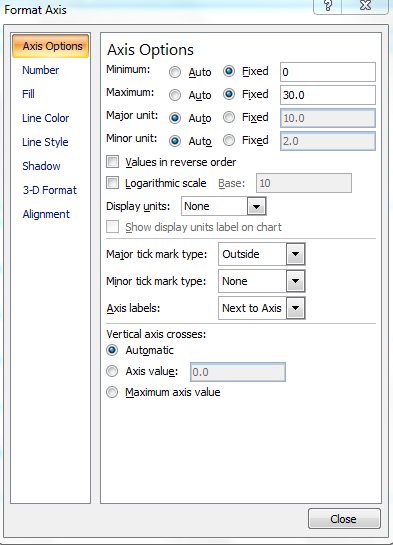 Format Axis
?
Axis Options
Number
Fill
Line Color
Line Style
Shadow
3-D Format
Alignment
Axis Options
Minimum: Auto Fixed 0
Maximum: Auto Fixed 30.0
Major unit: Auto Fixed 10.0
Minor unit: Auto Fixed 2.0
Values in reverse order
Logarithmic scale Base: 10
Display units: None
Show display units label on chart
Major tick mark type: Outside
Minor tick mark type: None
Axis labels: Next to Axis
Vertical axis crosses:
Automatic
Axis value: 0.0
Maximum axis value
Close